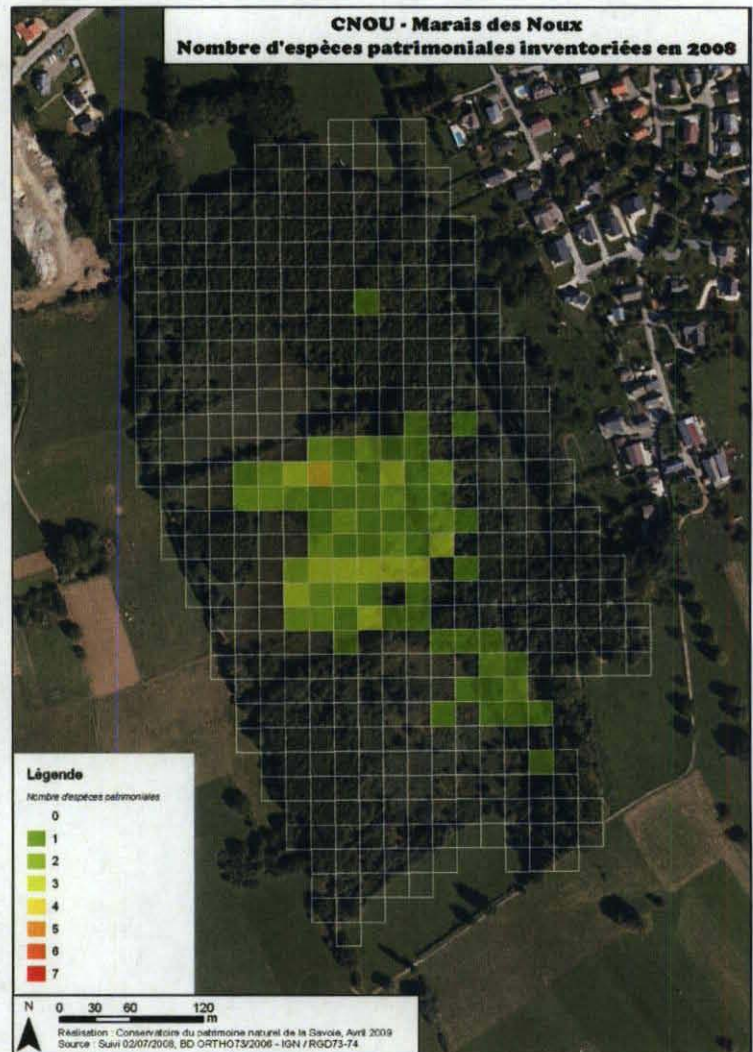 CNOU - Marais des Noux
Nombre d'espèces patrimoniales inventoriées en 2008
Légende
Nombre d'espèces patrimoniales
0
1
2
3
4
5
6
7
N
0 30 60 120
m
Réalisation : Conservatoire du patrimoine naturel de la Savoie, Avril 2009
Source : Suivi 02/07/2008, BD ORTHO73/2006 - IGN / RGD73-74